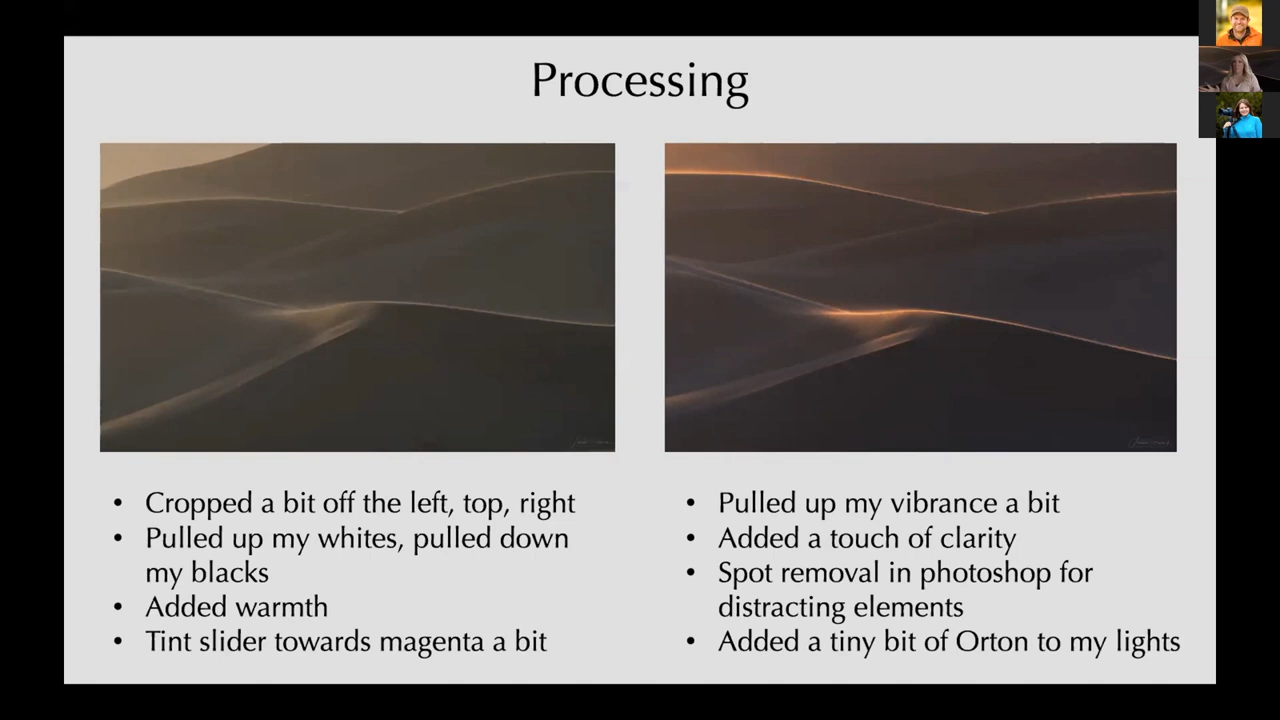 Processing
• Cropped a bit off the left, top, right
• Pulled up my whites, pulled down
my blacks
• Added warmth
• Tint slider towards magenta a bit
• Pulled up my vibrance a bit
• Added a touch of clarity
• Spot removal in photoshop for
distracting elements
• Added a tiny bit of Orton to my lights